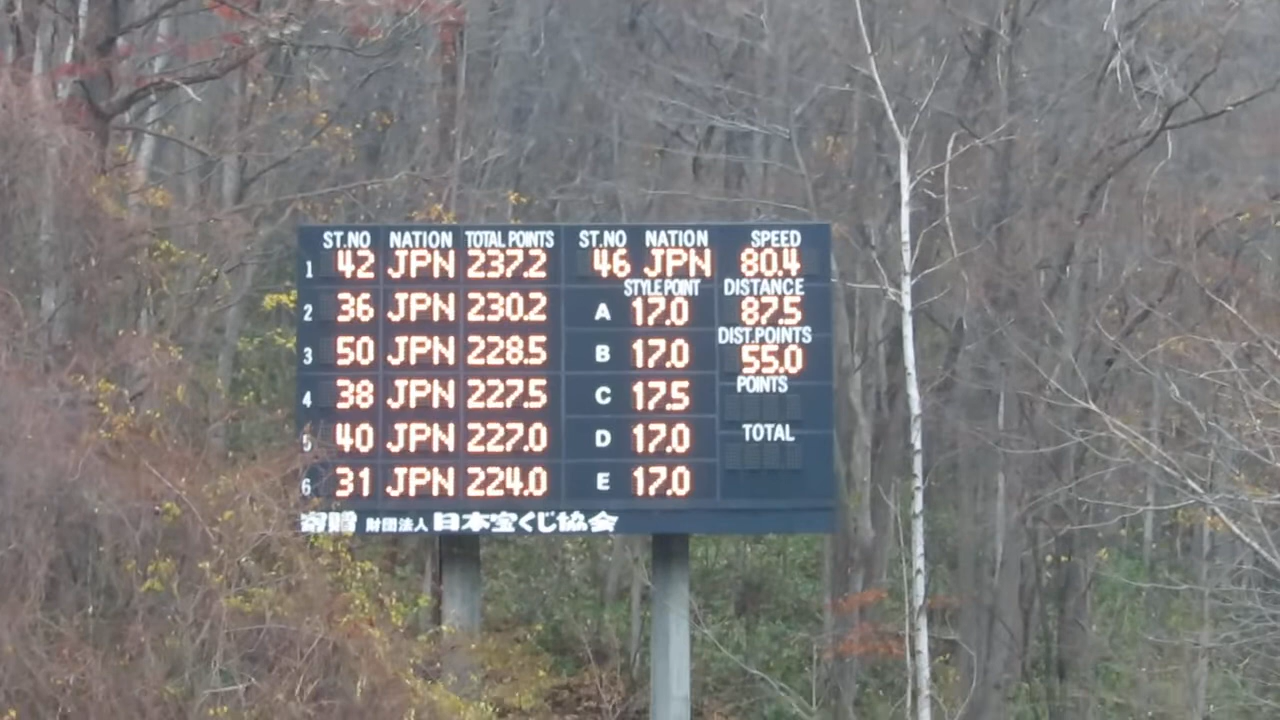 ST.NO NATION TOTAL POINTS
1 42 JPN 237.2
2 36 JPN 230.2
3 50 JPN 228.5
4 38 JPN 227.5
5 40 JPN 227.0
6 31 JPN 224.0
ST.NO NATION SPEED
46 JPN 80.4
STYLE POINT DISTANCE
A 17.0 87.5
DIST.POINTS
B 17.0 55.0
POINTS
C 17.5
TOTAL
D 17.0
E 17.0
寄贈 財団法人 日本宝くじ協会